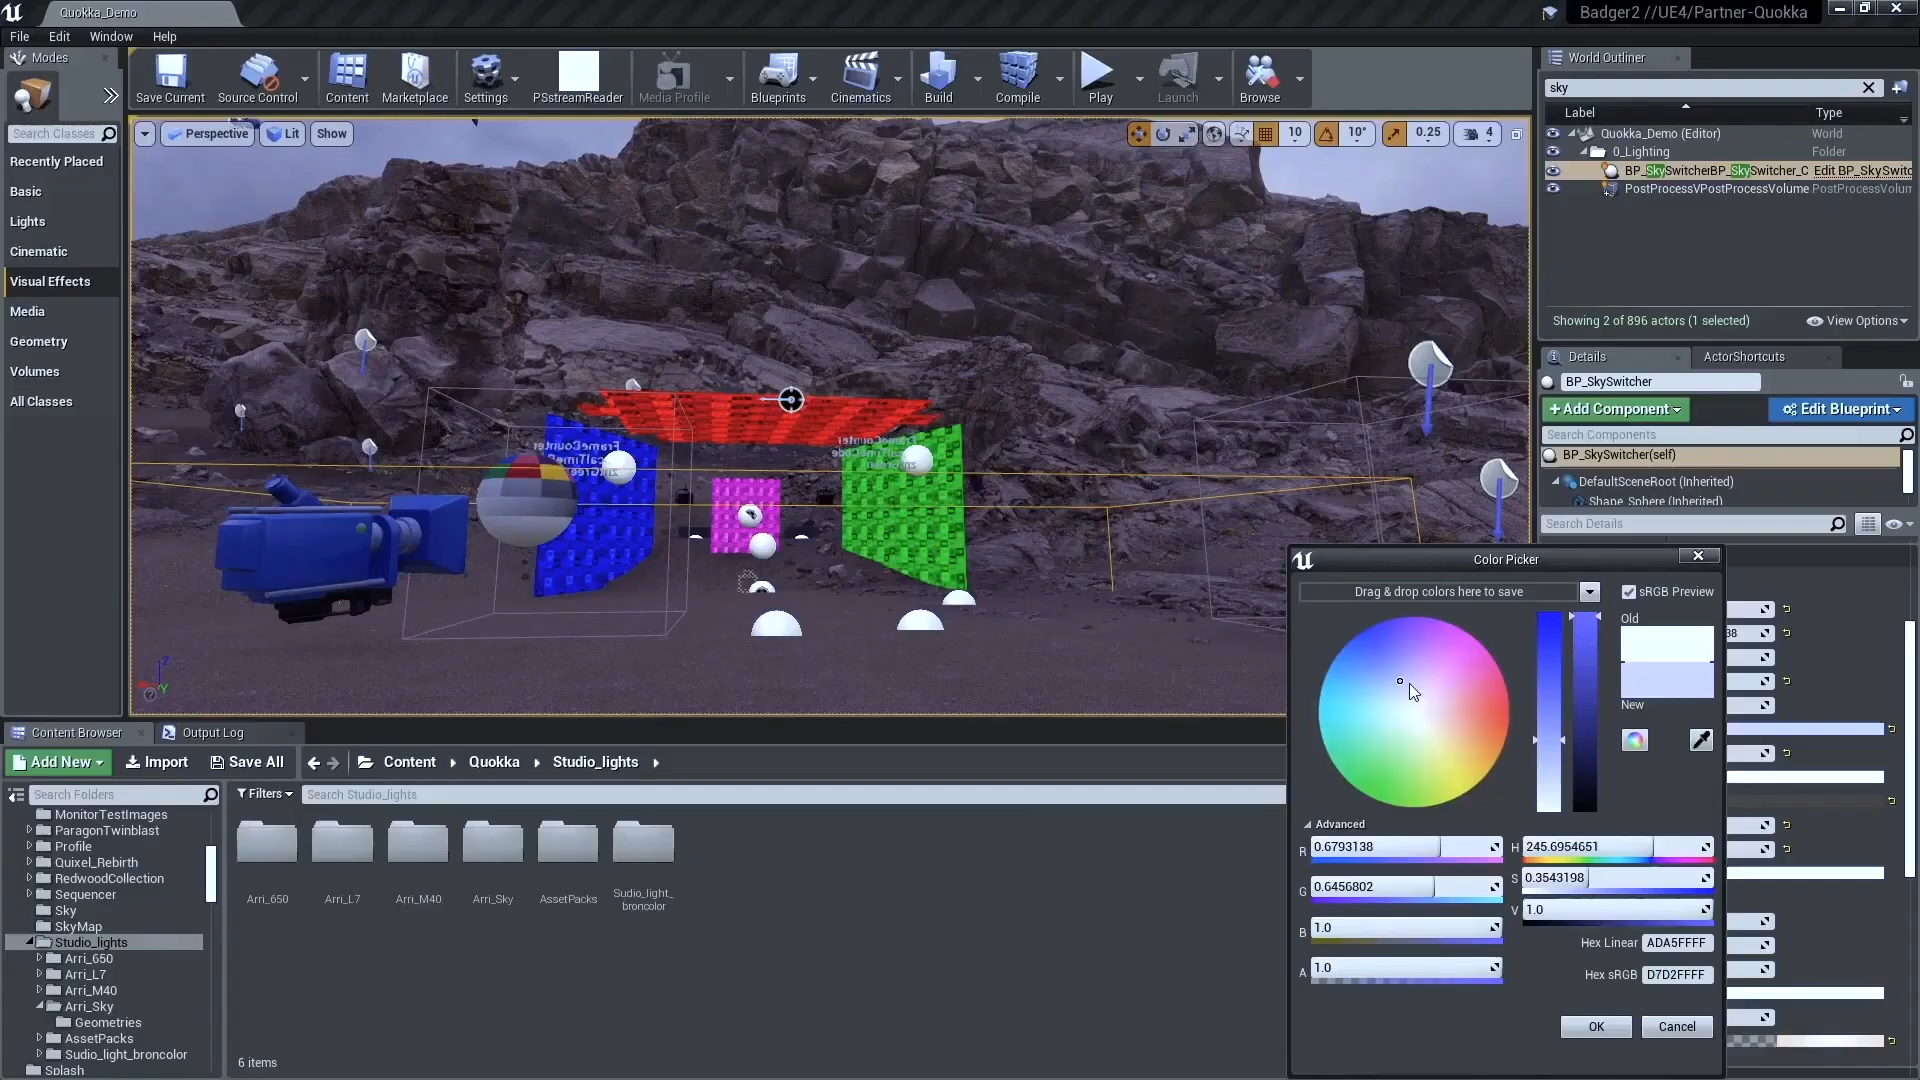 Quokka_Demo
Badger2 //UE4/Partner-Quokka
File Edit Window Help
Modes
World Outliner
Save Current Source Control Content Marketplace Settings PStreamReader Media Profile Blueprints Cinematics Build Compile Play Launch Browse
sky
Label Type
Search Classes
Perspective Lit Show
10 10° 0.25 4
Quokka_Demo (Editor) World
0_Lighting Folder
BP_SkySwitcherBP_SkySwitcher_C Edit BP_SkySwitc
PostProcessVPostProcessVolume PostProcessVolum
Recently Placed
Basic
Lights
Cinematic
Visual Effects
Media
Geometry
Volumes
All Classes
Showing 2 of 896 actors (1 selected) View Options
Details ActorShortcuts
BP_SkySwitcher
Add Component Edit Blueprint
Search Components
BP_SkySwitcher(self)
DefaultSceneRoot (Inherited)
Shape_Sphere (Inherited)
Search Details
FrameCounter
FrameCounter
Z
Y
Color Picker
Drag & drop colors here to save sRGB Preview
Old
New
38
Advanced
R 0.6793138 H 245.6954651
G 0.6456802 S 0.3543198
B 1.0 V 1.0
A 1.0
Hex Linear ADA5FFFF
Hex sRGB D7D2FFFF
OK Cancel
Content Browser Output Log
Add New Import Save All Content Quokka Studio_lights
Search Folders Filters Search Studio_lights
MonitorTestImages
ParagonTwinblast
Profile
Quixel_Rebirth
RedwoodCollection
Sequencer
Sky
SkyMap
Studio_lights
Arri_650
Arri_L7
Arri_M40
Arri_Sky
Geometries
AssetPacks
Sudio_light_broncolor
Splash
Arri_650 Arri_L7 Arri_M40 Arri_Sky AssetPacks Sudio_light_
broncolor
6 items